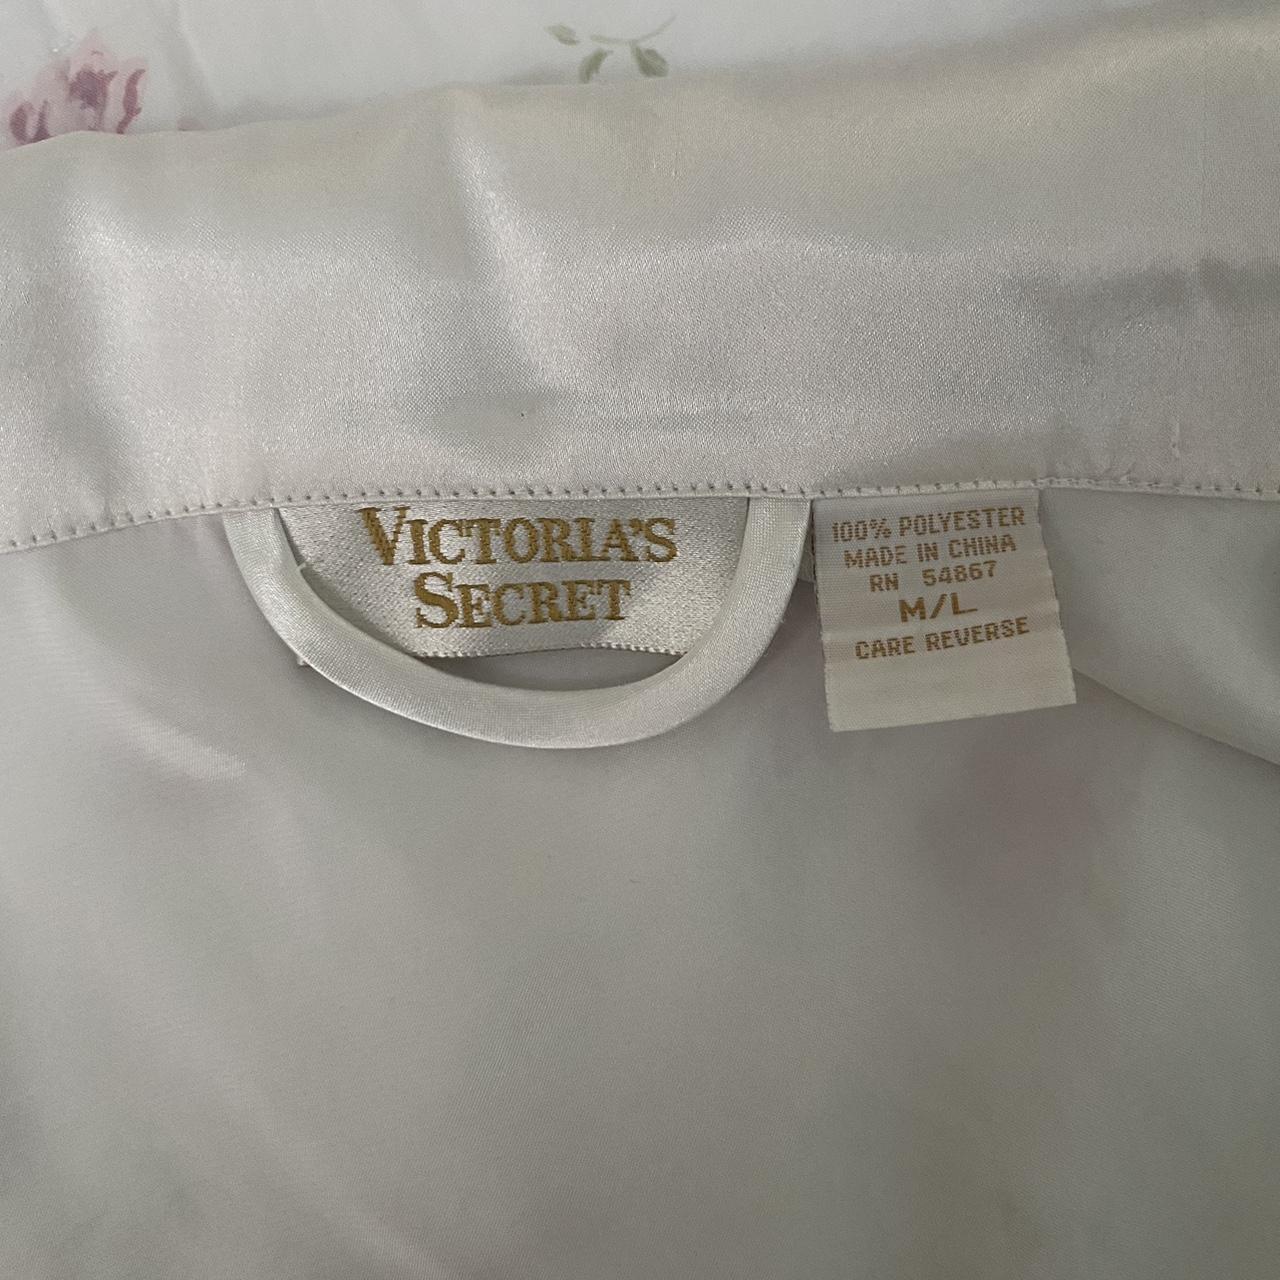 VICTORIA'S
SECRET
100% POLYESTER
MADE IN CHINA
RN 54867
M/L
CARE REVERSE